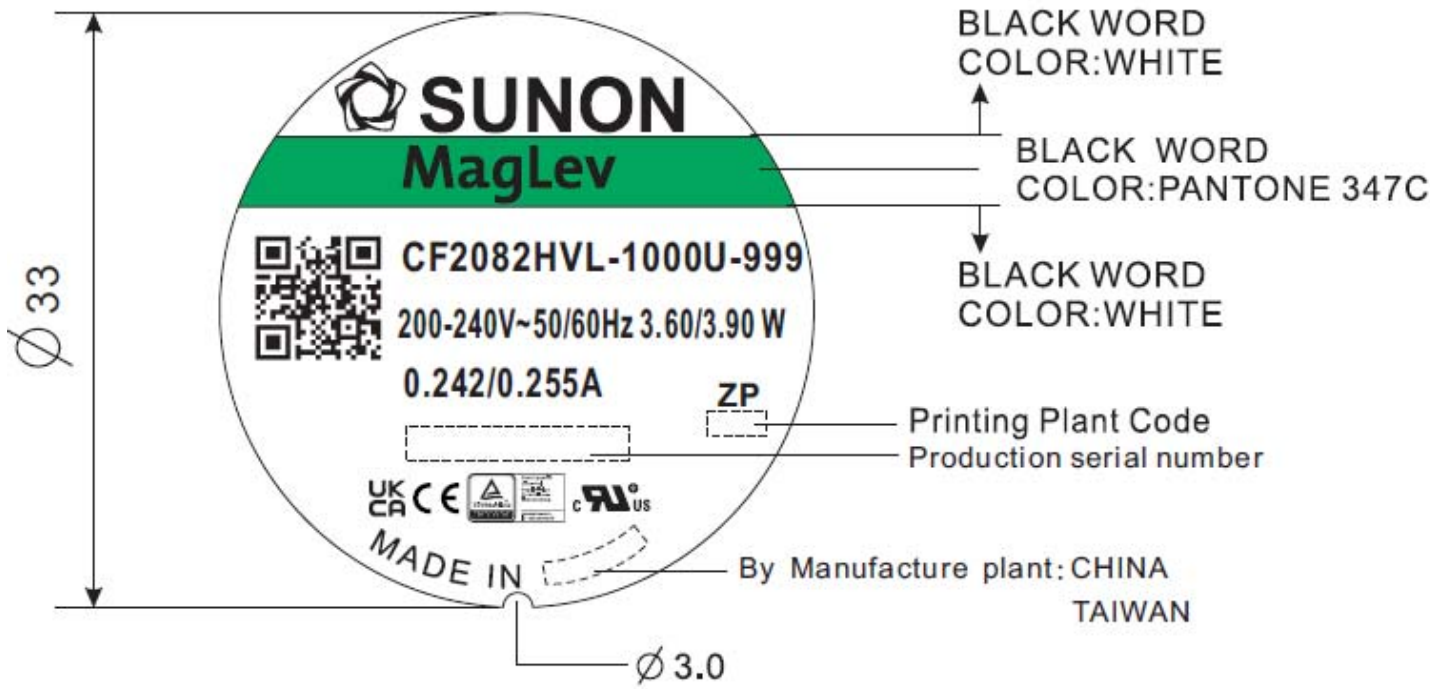 BLACK WORD
COLOR:WHITE
SUNON
MagLev
BLACK WORD
COLOR:PANTONE 347C
CF2082HVL-1000U-999
BLACK WORD
COLOR:WHITE
200-240V~50/60Hz 3.60/3.90 W
Ø 33
0.242/0.255A
ZP
Printing Plant Code
Production serial number
UK
CA CE
c RU US
MADE IN
By Manufacture plant: CHINA
TAIWAN
Ø 3.0